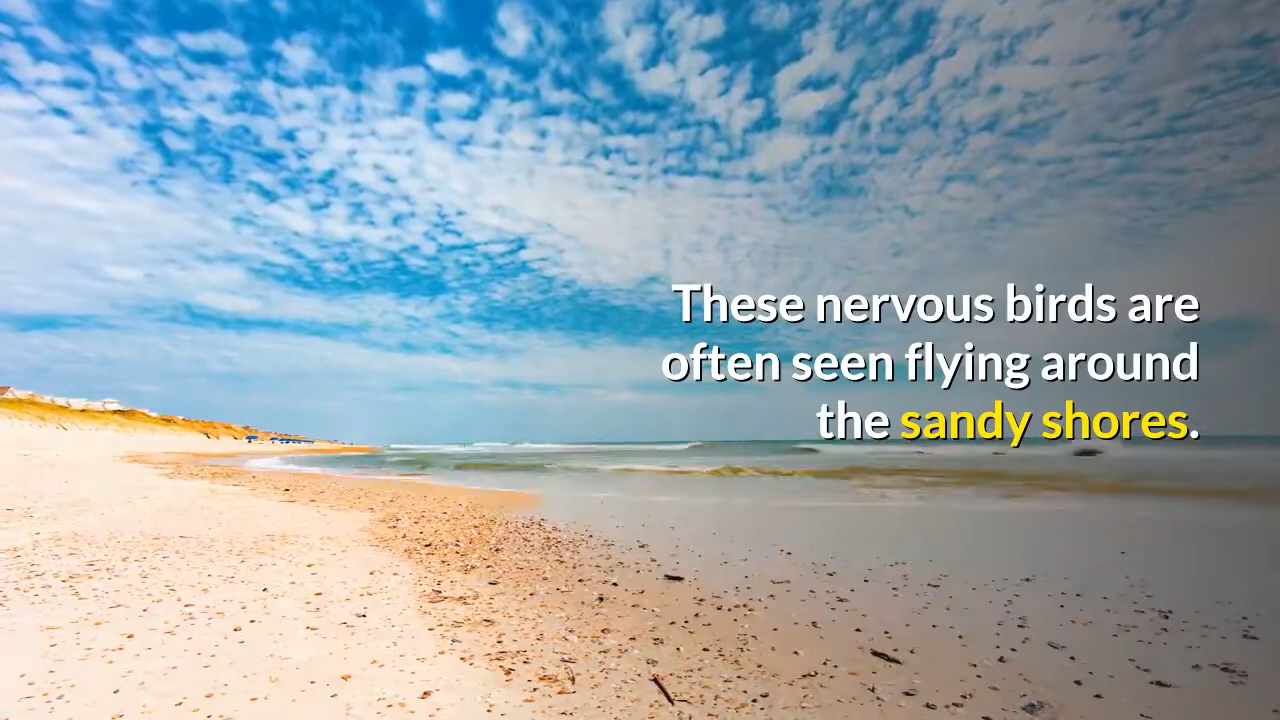 These nervous birds are
often seen flying around
the sandy shores.